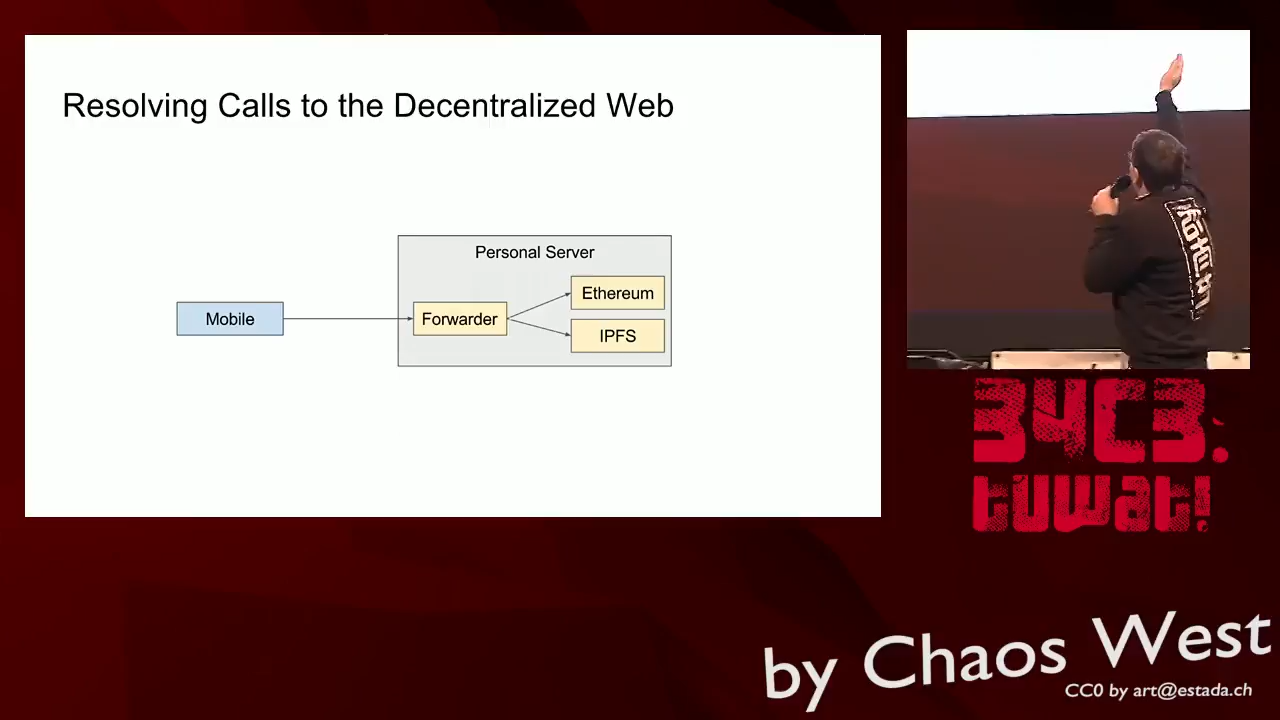 Resolving Calls to the Decentralized Web
Personal Server
Mobile
Forwarder
Ethereum
IPFS
34C3:
tuwat!
by Chaos West
CC0 by art@estada.ch